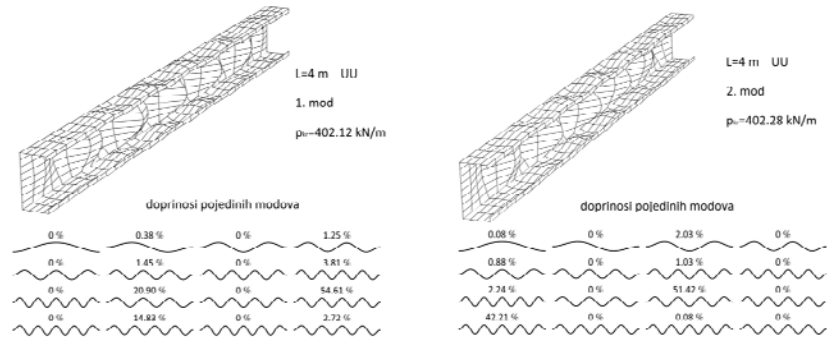 L=4 m UU
1. mod
pkr=402.12 kN/m
doprinosi pojedinih modova
0 % 0.38 % 0 % 1.25 %
0 % 1.45 % 0 % 3.81 %
0 % 20.90 % 0 % 54.61 %
0 % 14.83 % 0 % 2.72 %
L=4 m UU
2. mod
pkr=402.28 kN/m
doprinosi pojedinih modova
0.08 % 0 % 2.03 % 0 %
0.88 % 0 % 1.03 % 0 %
2.24 % 0 % 51.42 % 0 %
42.21 % 0 % 0.08 % 0 %